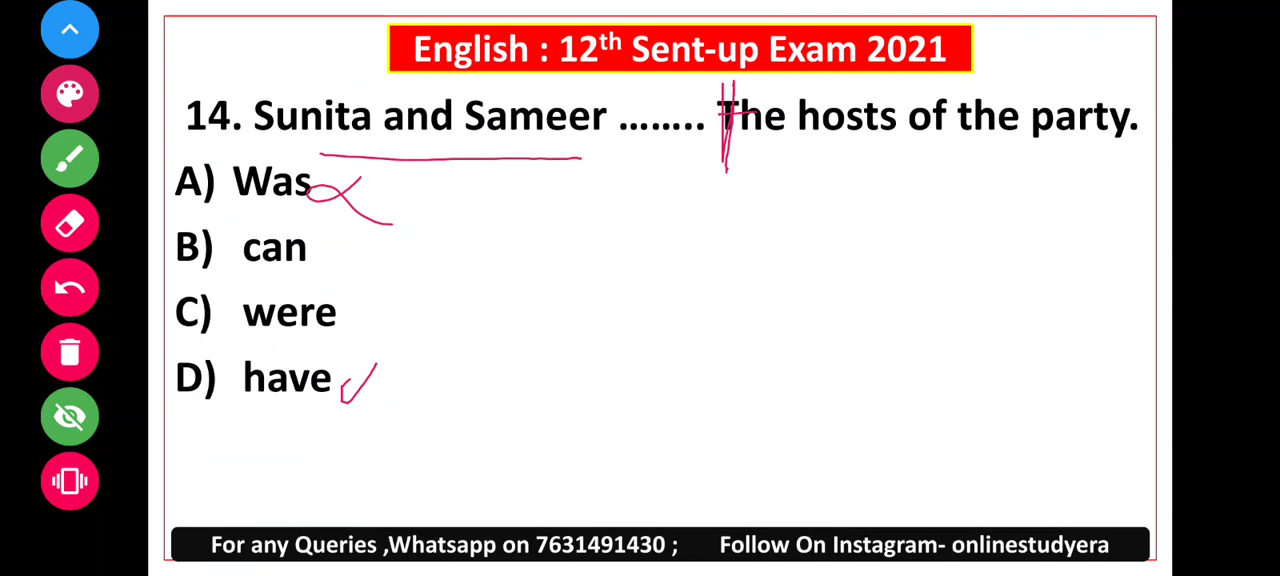 English : 12th Sent-up Exam 2021
14. Sunita and Sameer …..... The hosts of the party.
A) Was
B) can
C) were
D) have
For any Queries ,Whatsapp on 7631491430 ; Follow On Instagram- onlinestudyera